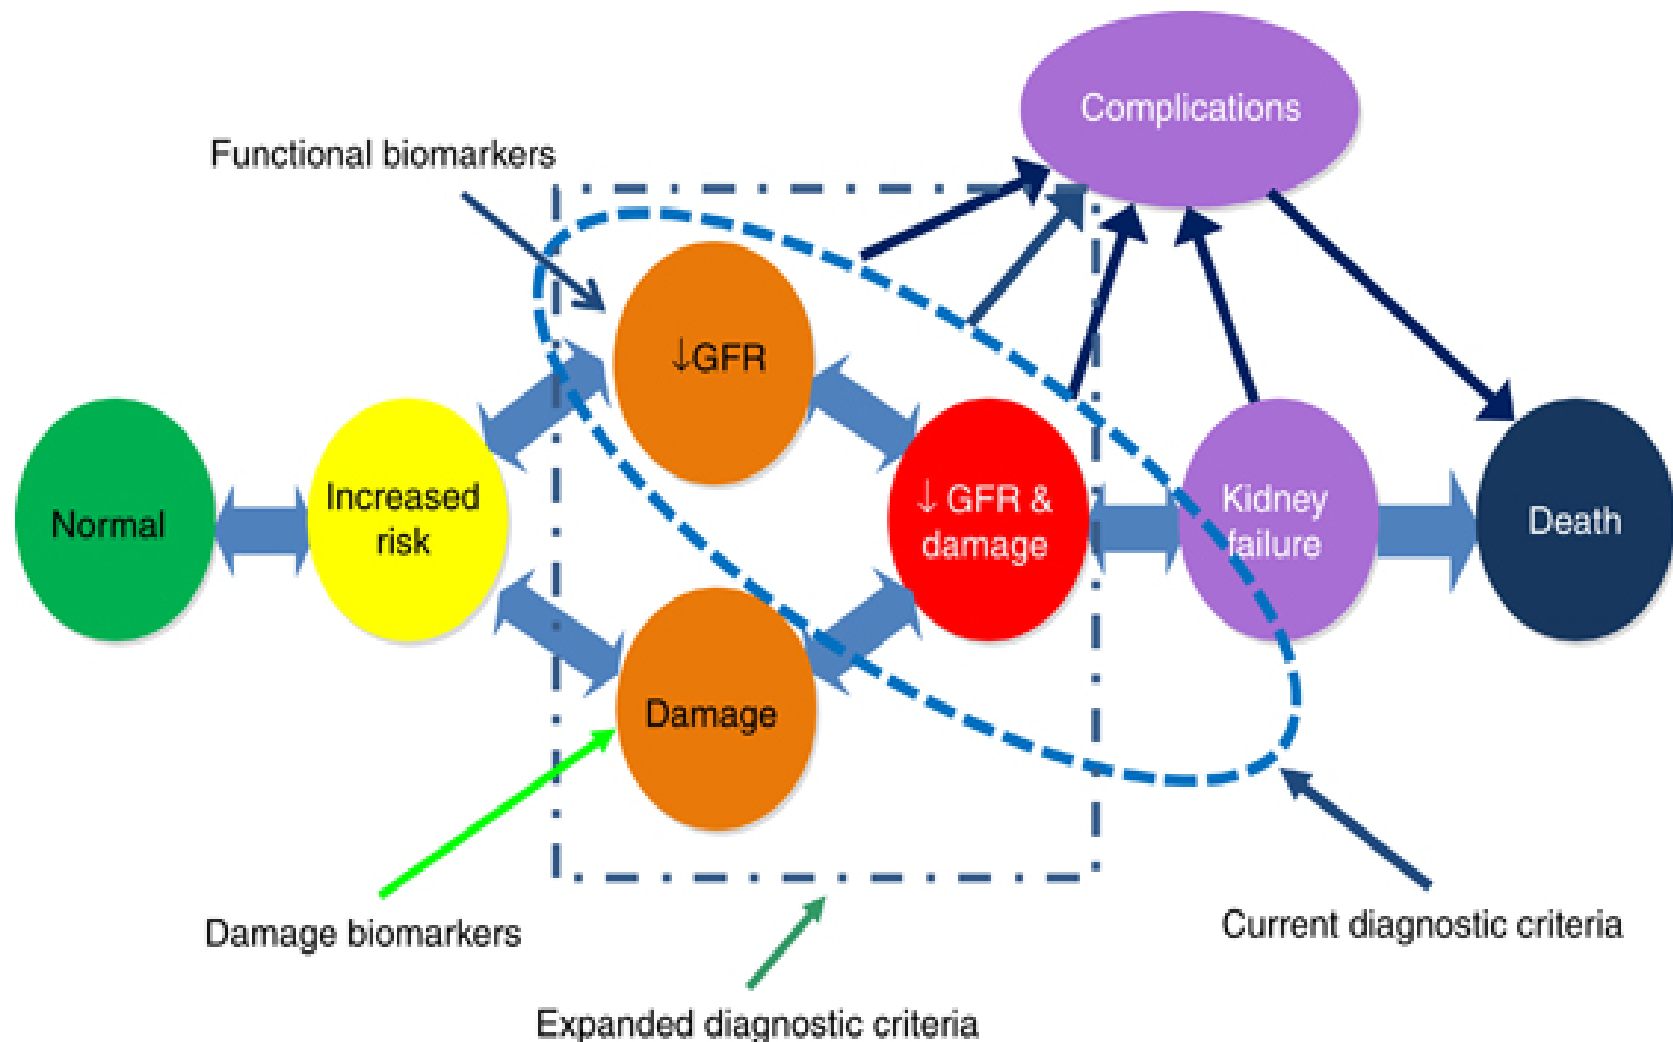 Complications
Functional biomarkers
↓GFR
Normal
Increased
risk
↓ GFR &
damage
Kidney
failure
Death
Damage
Damage biomarkers
Current diagnostic criteria
Expanded diagnostic criteria